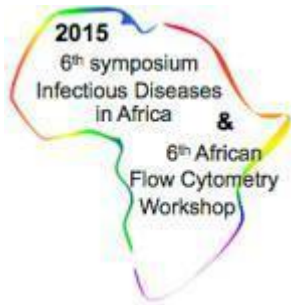 2015
6th symposium
Infectious Diseases
in Africa
&
6th African
Flow Cytometry
Workshop